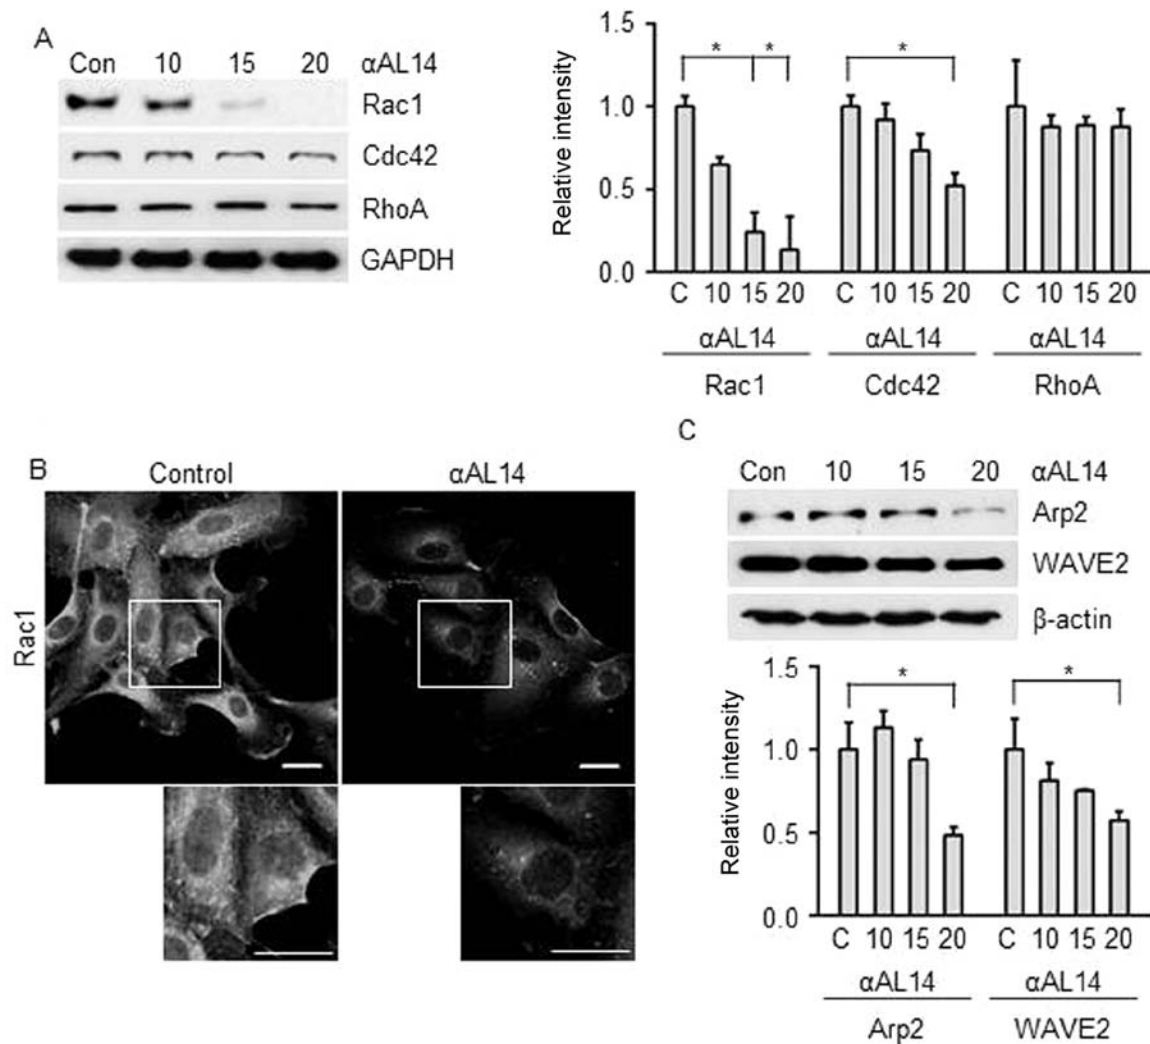 A
Con 10 15 20 αAL14
Rac1
Cdc42
RhoA
GAPDH
Relative intensity
1.5
1.0
0.5
0.0
* * *
C 10 15 20 C 10 15 20 C 10 15 20
αAL14 αAL14 αAL14
Rac1 Cdc42 RhoA
B
Control αAL14
Rac1
C
Con 10 15 20 αAL14
Arp2
WAVE2
β-actin
Relative intensity
1.5
1.0
0.5
0.0
* *
C 10 15 20 C 10 15 20
αAL14 αAL14
Arp2 WAVE2